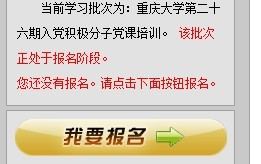 当前学习批次为：重庆大学第二十
六期入党积极分子党课培训。 该批次
正处于报名阶段。
您还没有报名。请点击下面按钮报名。
我要报名